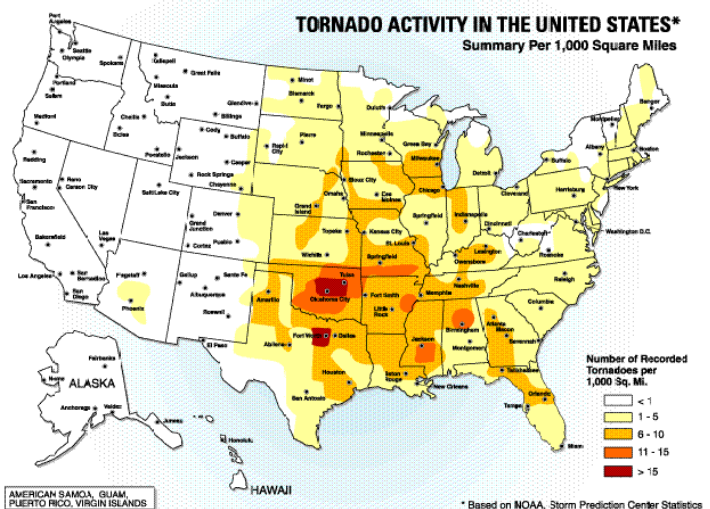 TORNADO ACTIVITY IN THE UNITED STATES*
Summary Per 1,000 Square Miles
Port Angeles
Seattle
Olympia
Spokane
Kalispell
Great Falls
Missoula
Butte
Glendive
Billings
Minot
Bismarck
Fargo
Duluth
Portland
Salem
Medford
Challis
Boise
Pocatello
Jackson
Cody
Buffalo
Casper
Rock Springs
Cheyenne
Rapid City
Pierre
Minneapolis
Rochester
Green Bay
Milwaukee
Detroit
Buffalo
Montpelier
Bangor
Albany
Boston
New York
Redding
Sacramento
San Francisco
Reno
Carson City
Salt Lake City
Grand Junction
Denver
Pueblo
Cortez
Grand Island
Omaha
Sioux City
Des Moines
Chicago
Cleveland
Harrisburg
Washington D.C.
Bakersfield
Las Vegas
Los Angeles
San Bernadino
San Diego
Flagstaff
Phoenix
Gallup
Santa Fe
Albuquerque
Roswell
El Paso
Topeka
Wichita
Kansas City
St. Louis
Springfield
Springfield
Indianapolis
Cincinnati
Charleston
Roanoke
Lexington
Owensboro
Nashville
Raleigh
Amarillo
Tulsa
Oklahoma City
Fort Smith
Little Rock
Memphis
Columbia
Atlanta
Macon
Savannah
Birmingham
Montgomery
Jackson
Abilene
Fort Worth
Dallas
Houston
San Antonio
Baton Rouge
New Orleans
Tallahassee
Orlando
Tampa
Miami
Fairbanks
Nome
ALASKA
Anchorage
Valdez
Juneau
Honolulu
HAWAII
Number of Recorded
Tornadoes per
1,000 Sq. Mi.
< 1
1 - 5
6 - 10
11 - 15
> 15
AMERICAN SAMOA, GUAM,
PUERTO RICO, VIRGIN ISLANDS
* Based on NOAA, Storm Prediction Center Statistics